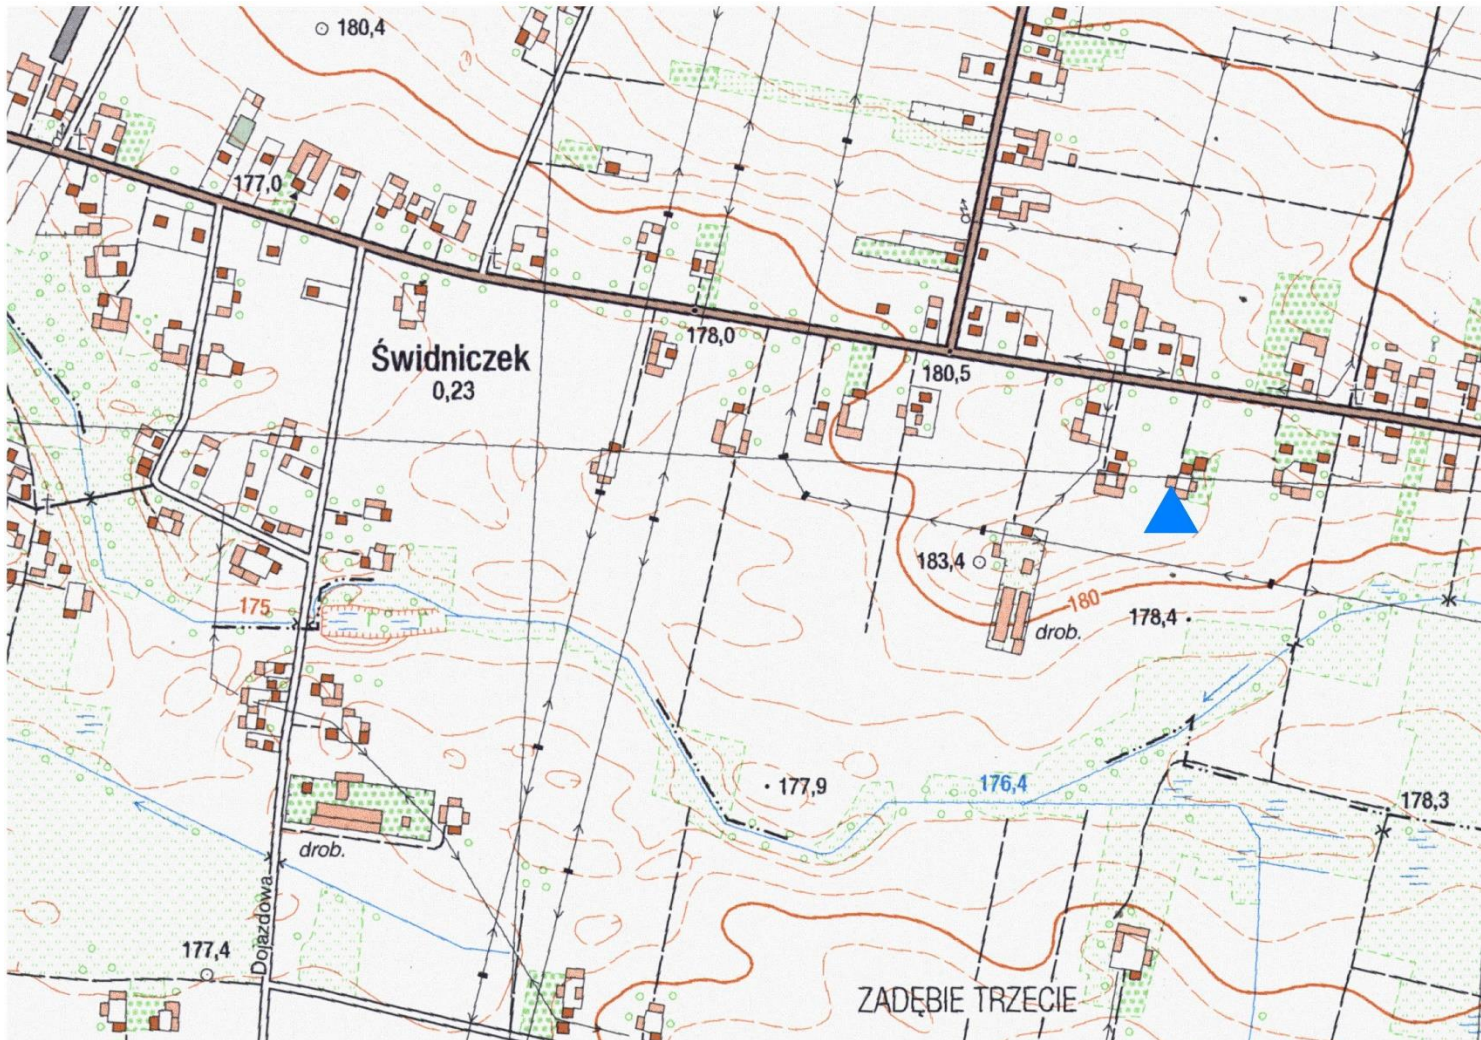 180,4
177,0
178,0
Świdniczek
0,23
180,5
183,4
175
180
178,4
drob.
177,9
176,4
178,3
drob.
Dojazdowa
177,4
ZADĘBIE TRZECIE